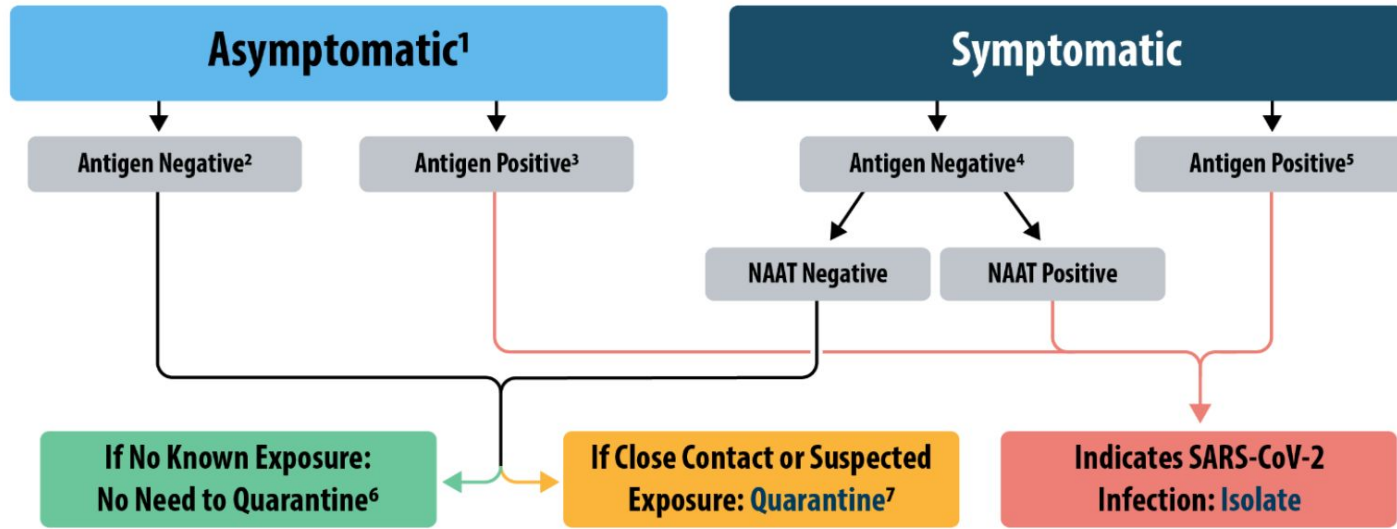 Asymptomatic¹
Symptomatic
Antigen Negative²
Antigen Positive³
Antigen Negative⁴
Antigen Positive⁵
NAAT Negative
NAAT Positive
If No Known Exposure:
No Need to Quarantine⁶
If Close Contact or Suspected
Exposure: Quarantine⁷
Indicates SARS-CoV-2
Infection: Isolate